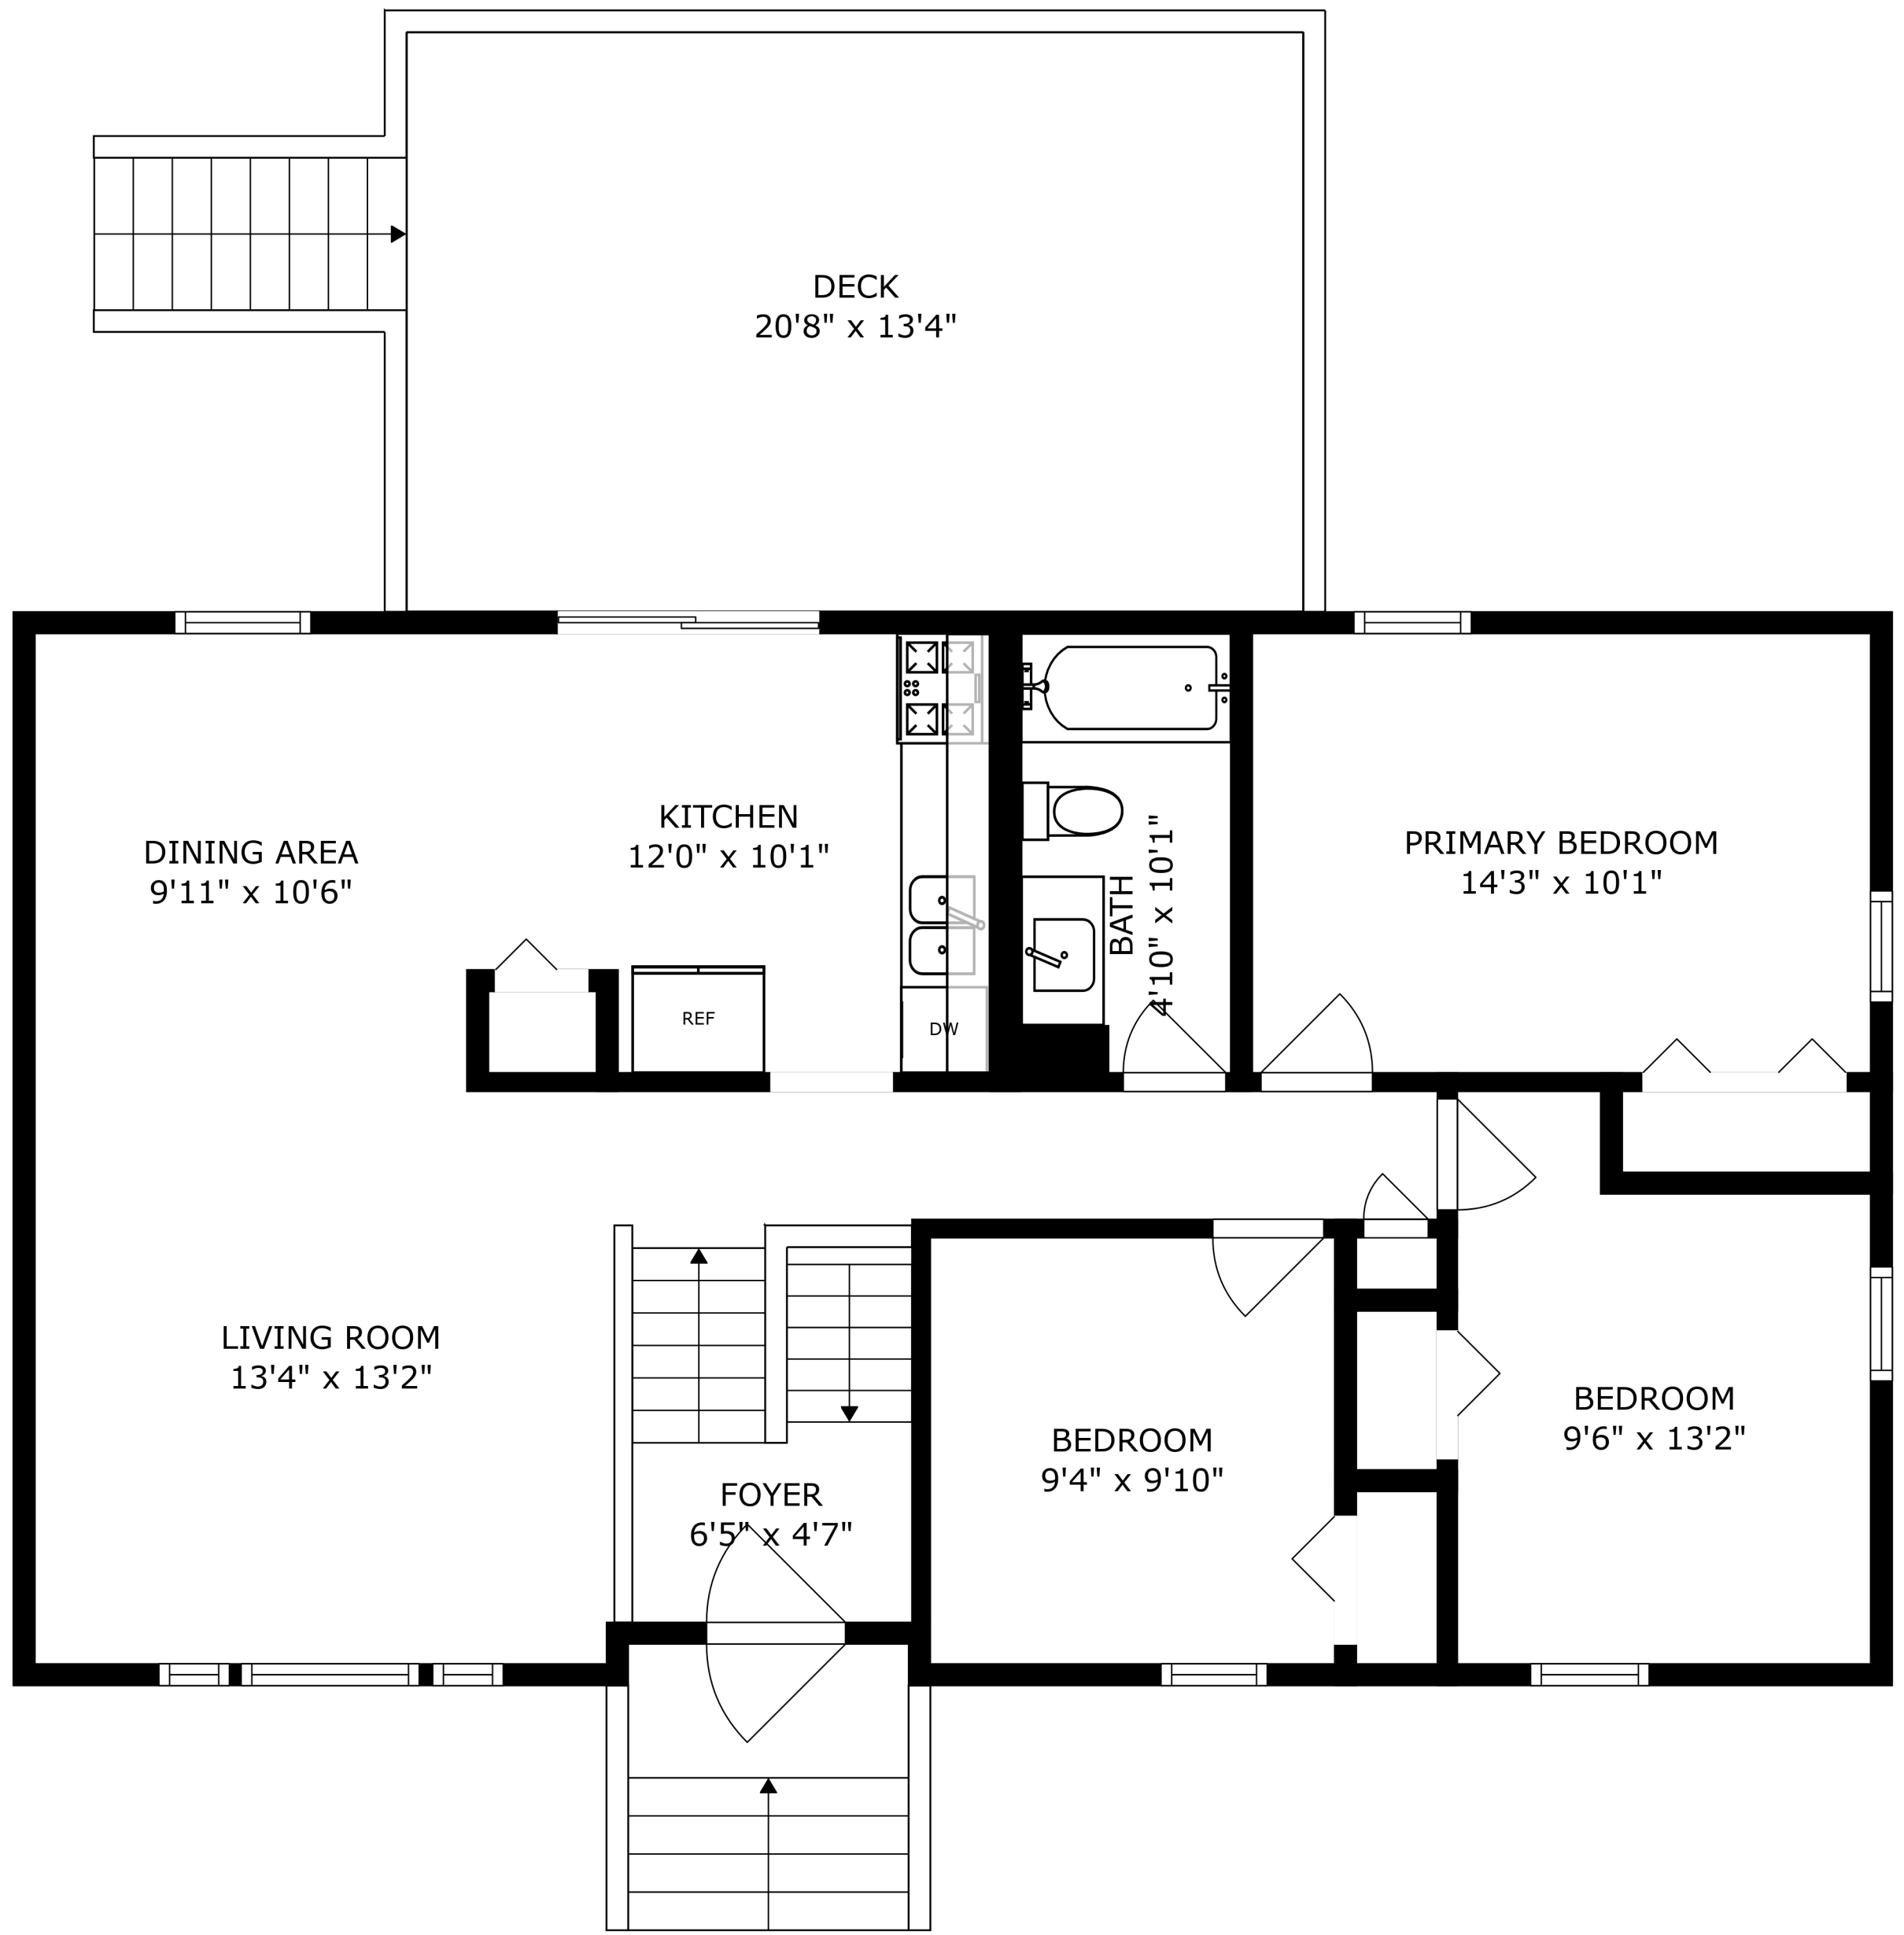 DECK
20'8" x 13'4"
KITCHEN
12'0" x 10'1"
DINING AREA
9'11" x 10'6"
PRIMARY BEDROOM
14'3" x 10'1"
BATH
4'10" x 10'1"
REF
DW
LIVING ROOM
13'4" x 13'2"
BEDROOM
9'6" x 13'2"
BEDROOM
9'4" x 9'10"
FOYER
6'5" x 4'7"